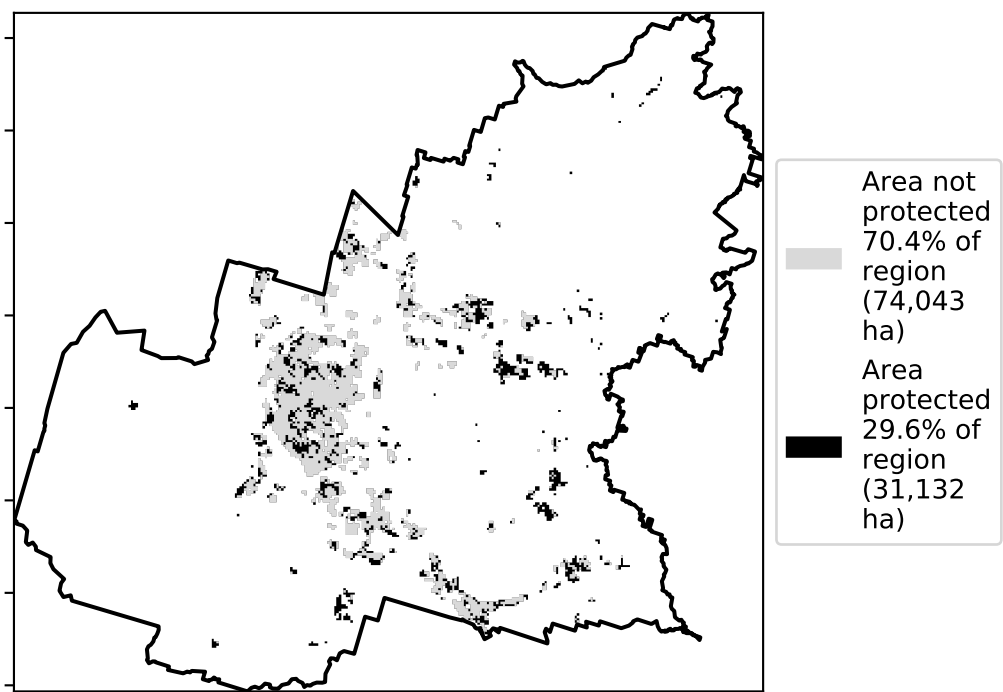 Area not
protected
70.4% of
region
(74,043
ha)
Area
protected
29.6% of
region
(31,132
ha)